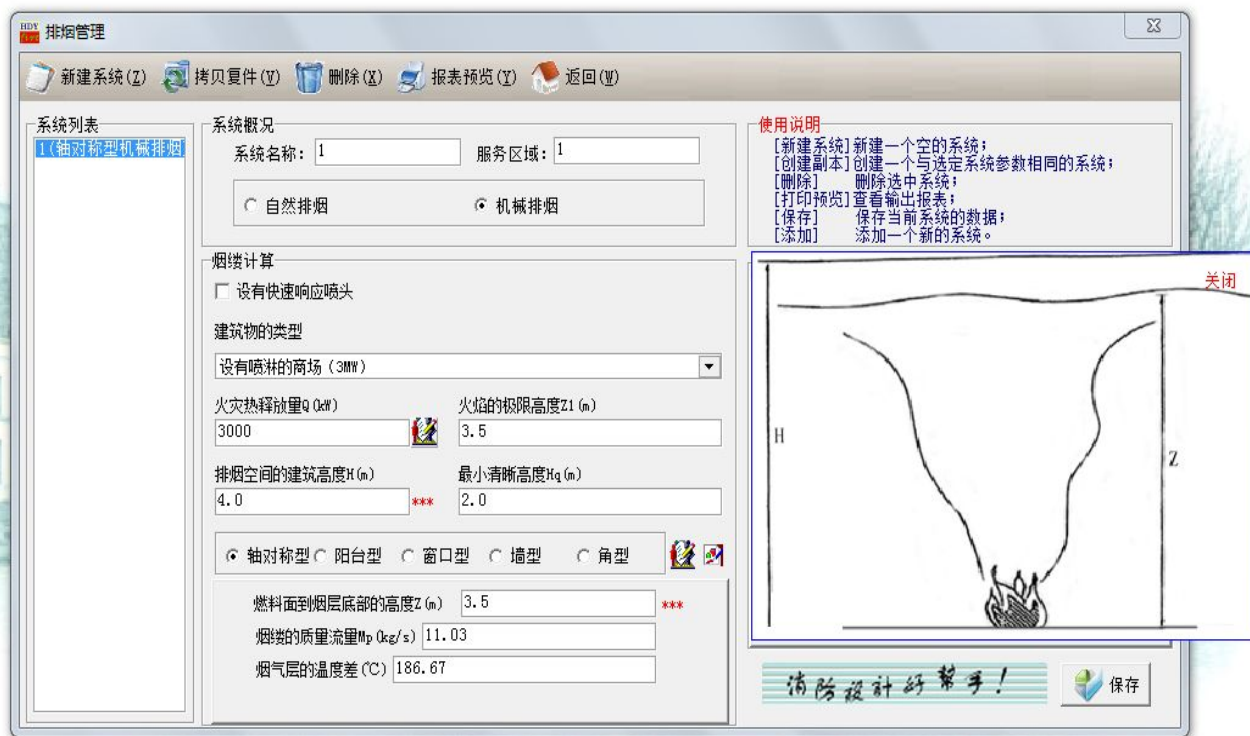 HDY
fire
排烟管理
新建系统(Z) 拷贝复件(V) 删除(X) 报表预览(Y) 返回(W)
系统列表
1(轴对称型机械排烟
系统概况
系统名称: 1 服务区域: 1
自然排烟 机械排烟
烟缕计算
设有快速响应喷头
建筑物的类型
设有喷淋的商场 (3MW)
火灾热释放量Q(kW) 火焰的极限高度Z1(m)
3000 3.5
排烟空间的建筑高度H(m) 最小清晰高度Hq(m)
4.0 *** 2.0
轴对称型 阳台型 窗口型 墙型 角型
燃料面到烟层底部的高度Z(m) 3.5 ***
烟缕的质量流量Mp(kg/s) 11.03
烟气层的温度差(℃) 186.67
使用说明
[新建系统]新建一个空的系统;
[创建副本]创建一个与选定系统参数相同的系统;
[删除] 删除选中系统;
[打印预览]查看输出报表;
[保存] 保存当前系统的数据;
[添加] 添加一个新的系统。
关闭
H
Z
消防设计好帮手!
保存